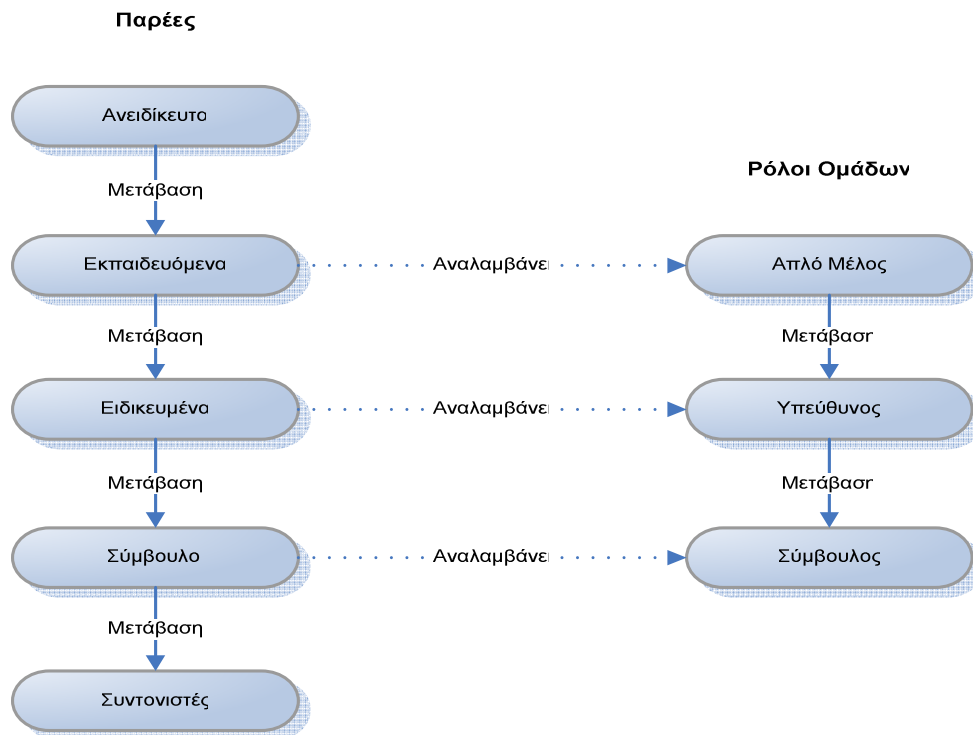 Παρέες
Ανειδίκευτο
Ρόλοι Ομάδων
Μετάβαση
Εκπαιδευόμενα
Αναλαμβάνει
Απλό Μέλος
Μετάβαση
Μετάβαση
Ειδικευμένα
Αναλαμβάνει
Υπεύθυνος
Μετάβαση
Μετάβαση
Σύμβουλο
Αναλαμβάνει
Σύμβουλος
Μετάβαση
Συντονιστές